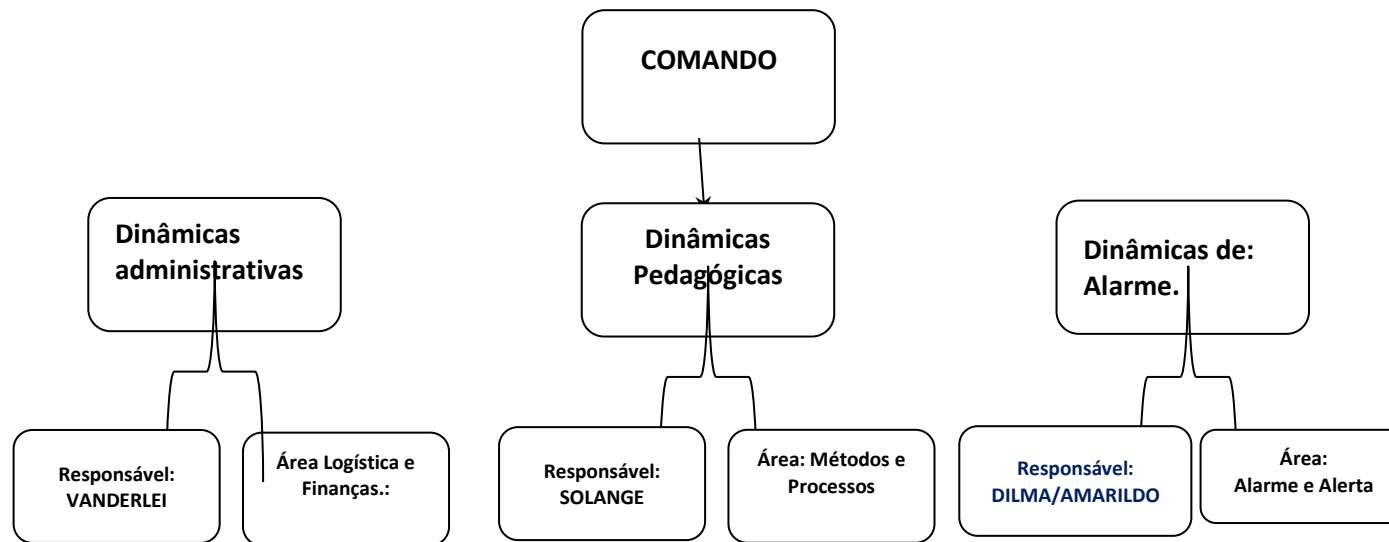 COMANDO
Dinâmicas
administrativas
Dinâmicas
Pedagógicas
Dinâmicas de:
Alarme.
Responsável:
VANDERLEI
Área Logística e
Finanças.:
Responsável:
SOLANGE
Área: Métodos e
Processos
Responsável:
DILMA/AMARILDO
Área:
Alarme e Alerta